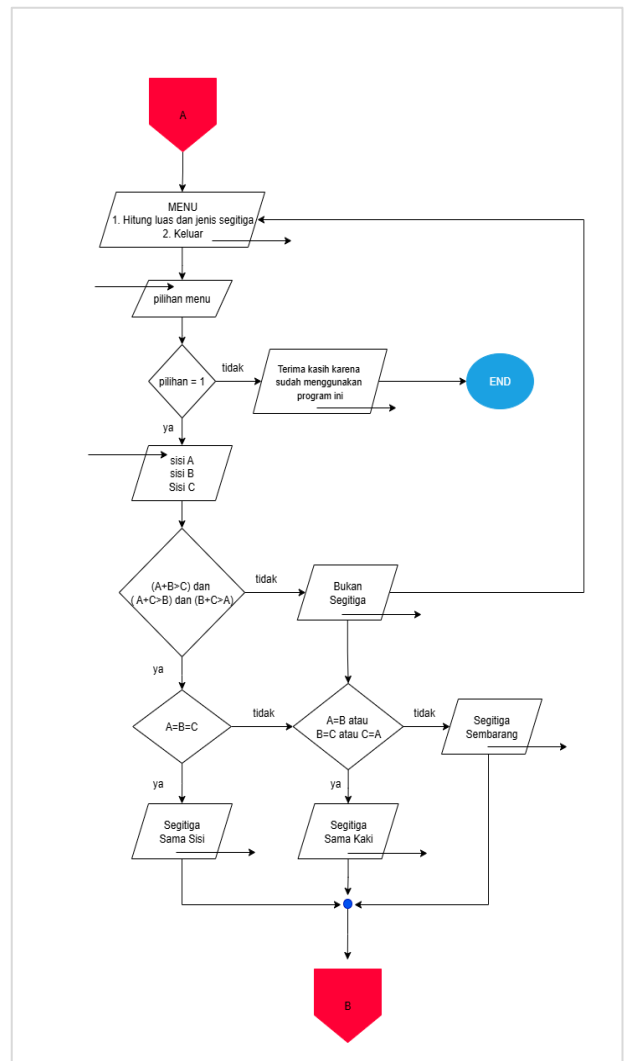 A
MENU
1. Hitung luas dan jenis segitiga
2. Keluar
pilihan menu
pilihan = 1
tidak
Terima kasih karena
sudah menggunakan
program ini
END
ya
sisi A
sisi B
Sisi C
(A+B>C) dan
( A+C>B) dan (B+C>A)
tidak
Bukan
Segitiga
ya
A=B=C
tidak
A=B atau
B=C atau C=A
tidak
Segitiga
Sembarang
ya
ya
Segitiga
Sama Sisi
Segitiga
Sama Kaki
B